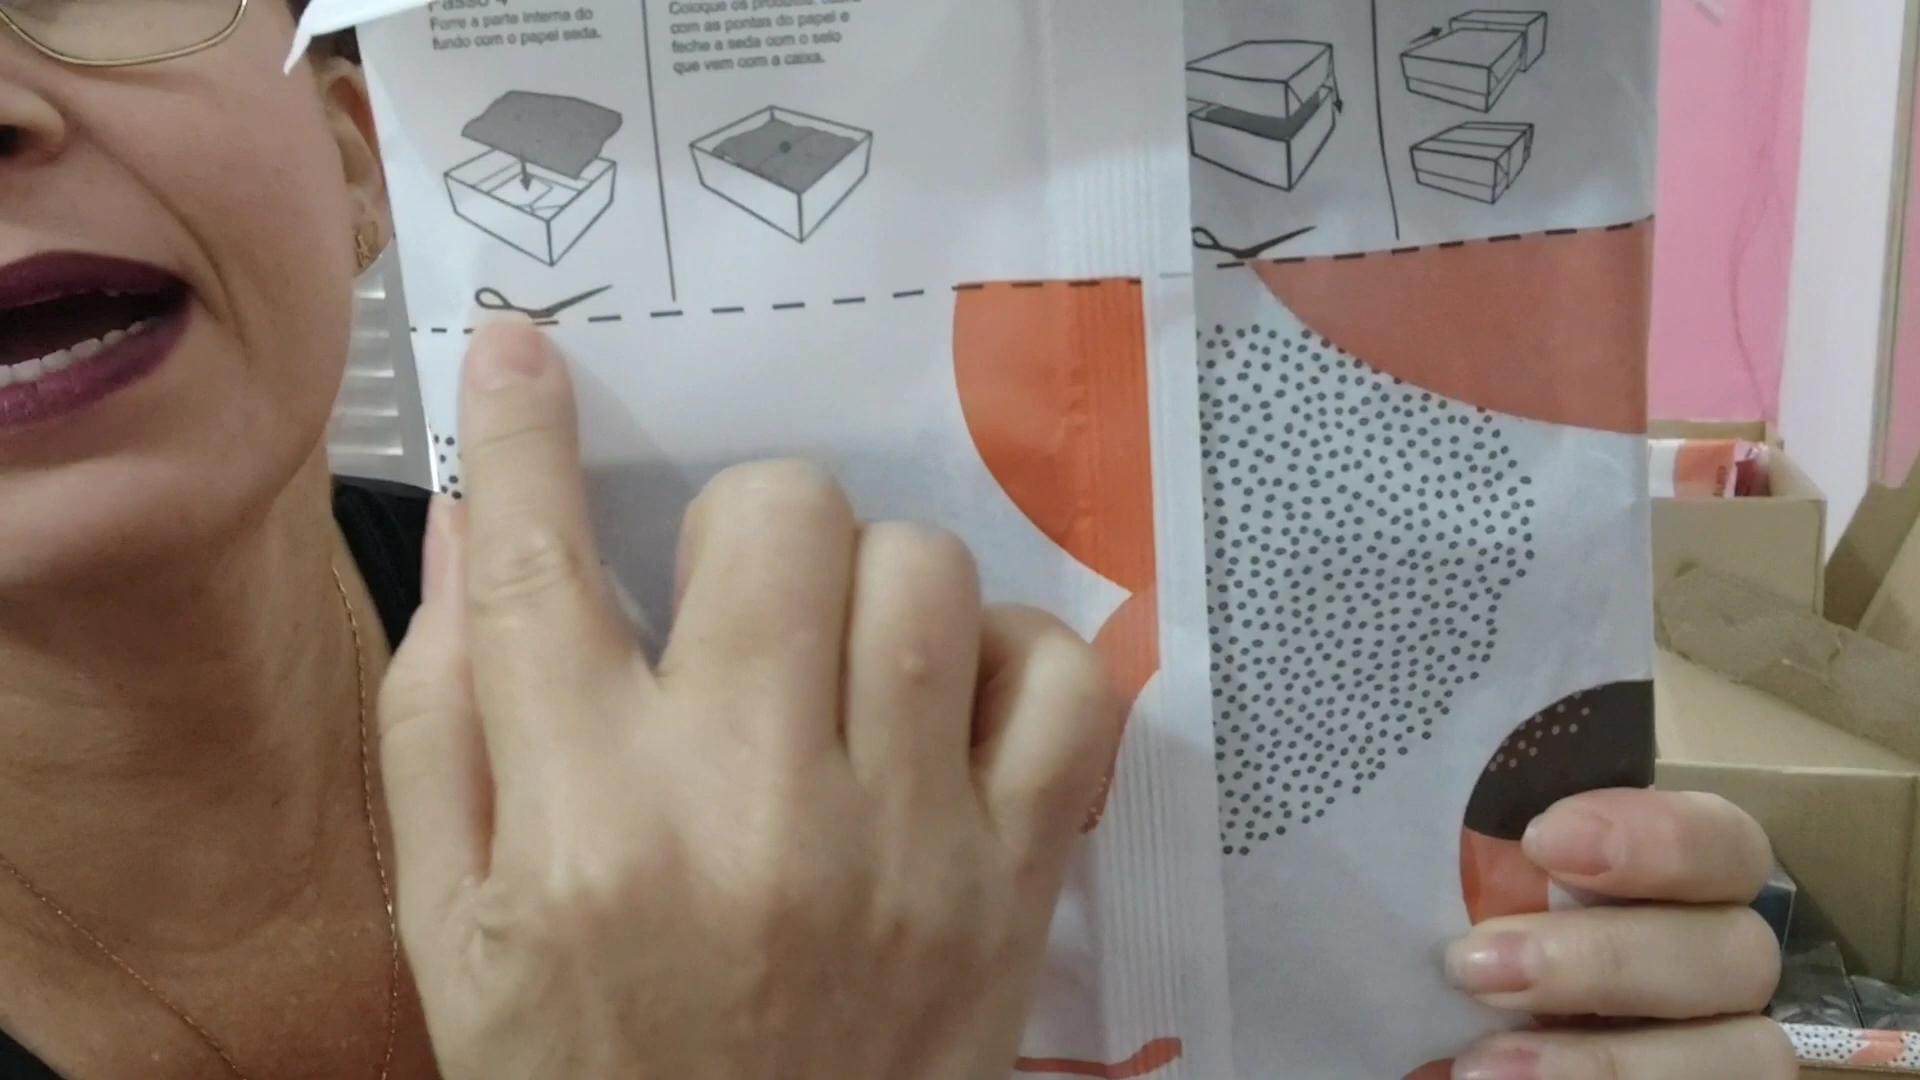 Passo 4
Forre a parte interna do
fundo com o papel seda.
Coloque os produtos,
com as pontas do papel e
feche a seda com o selo
que vem com a caixa.